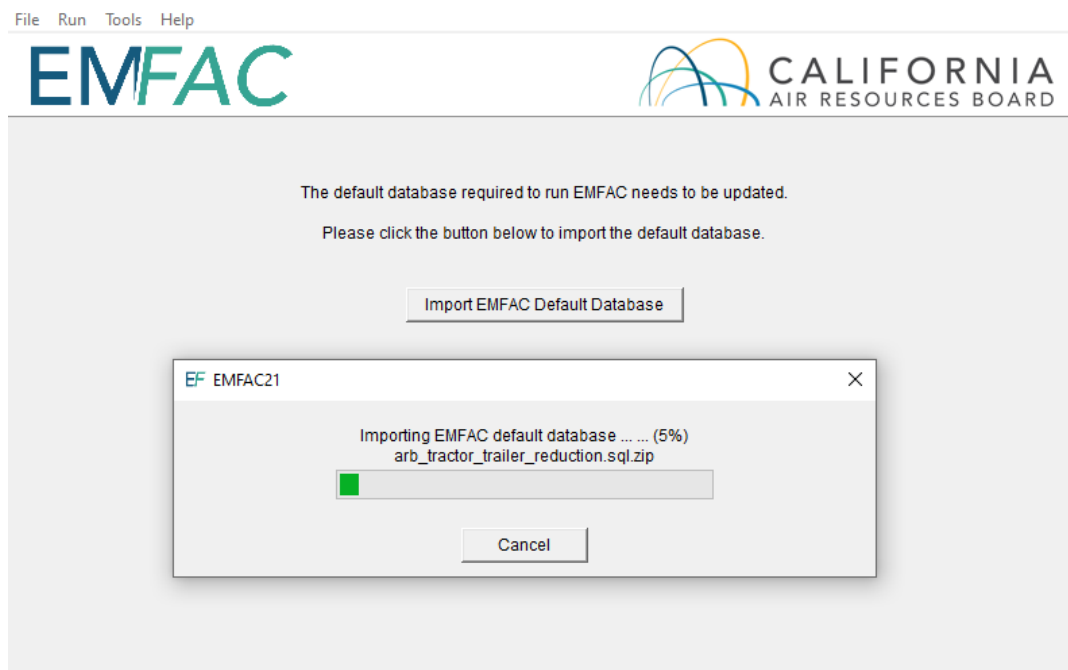 File Run Tools Help
EMFAC
CALIFORNIA
AIR RESOURCES BOARD
The default database required to run EMFAC needs to be updated.
Please click the button below to import the default database.
Import EMFAC Default Database
EF EMFAC21
Importing EMFAC default database ... ... (5%)
arb_tractor_trailer_reduction.sql.zip
Cancel